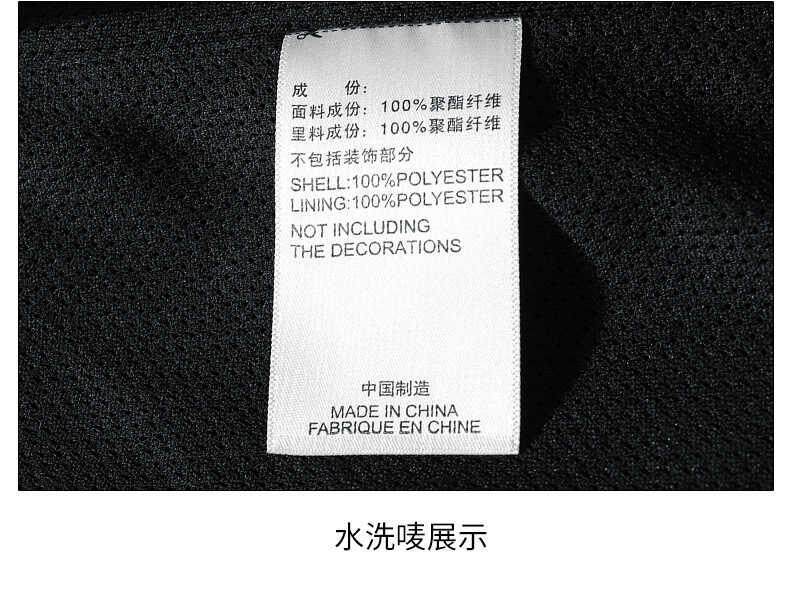 成 份:
面料成份: 100%聚酯纤维
里料成份: 100%聚酯纤维
不包括装饰部分
SHELL:100%POLYESTER
LINING:100%POLYESTER
NOT INCLUDING
THE DECORATIONS
中国制造
MADE IN CHINA
FABRIQUE EN CHINE
水洗唛展示